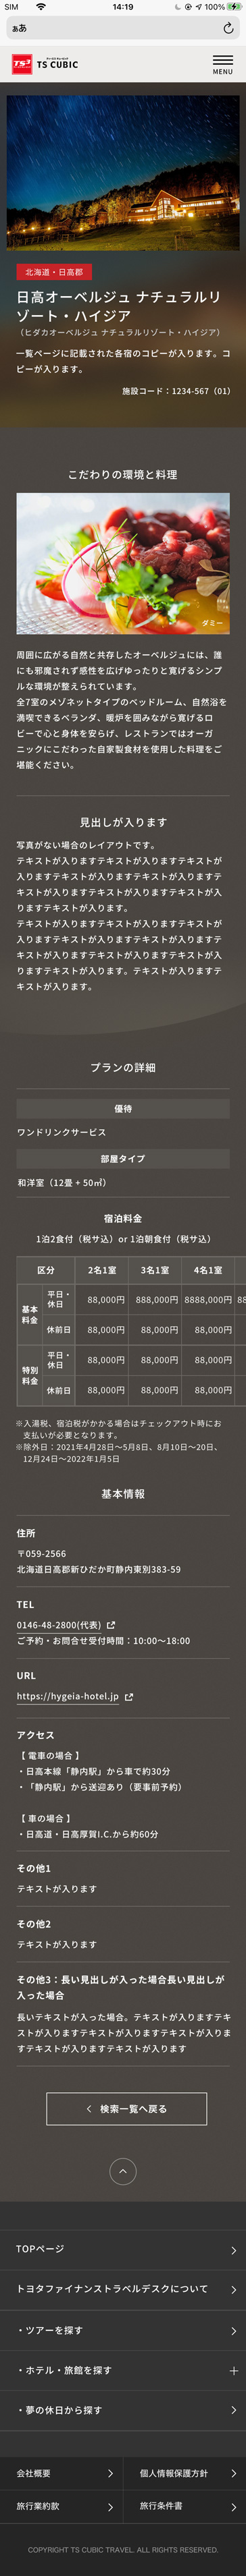 SIM 14:19 100%
ぁあ
TS3 TS CUBIC
MENU
北海道・日高郡
日高オーベルジュ ナチュラルリ
ゾート・ハイジア
（ヒダカオーベルジュ ナチュラルリゾート・ハイジア）
一覧ページに記載された各宿のコピーが入ります。コ
ピーが入ります。
施設コード：1234-567（01）
こだわりの環境と料理
ダミー
周囲に広がる自然と共存したオーベルジュには、誰
にも邪魔されず感性を広げゆったりと寛げるシンプ
ルな環境が整えられています。
全7室のメゾネットタイプのベッドルーム、自然浴を
満喫できるベランダ、暖炉を囲みながら寛げるロ
ビーで心と身体を安らげ、レストランではオーガ
ニックにこだわった自家製食材を使用した料理をご
堪能ください。
見出しが入ります
写真がない場合のレイアウトです。
テキストが入りますテキストが入りますテキストが
入りますテキストが入りますテキストが入りますテ
キストが入りますテキストが入りますテキストが入
りますテキストが入ります。
テキストが入りますテキストが入りますテキストが
入りますテキストが入りますテキストが入りますテ
キストが入りますテキストが入りますテキストが入
りますテキストが入ります。テキストが入りますテ
キストが入ります。
プランの詳細
優待
ワンドリンクサービス
部屋タイプ
和洋室（12畳 + 50㎡）
宿泊料金
1泊2食付（税サ込）or 1泊朝食付（税サ込）
区分 2名1室 3名1室 4名1室
基本料金 平日・休日 88,000円 888,000円 8888,000円 88
休前日 88,000円 88,000円 88,000円
特別料金 平日・休日 88,000円 88,000円 88,000円
休前日 88,000円 88,000円 88,000円
※入湯税、宿泊税がかかる場合はチェックアウト時にお
支払いが必要となります。
※除外日：2021年4月28日〜5月8日、8月10日〜20日、
12月24日〜2022年1月5日
基本情報
住所
〒059-2566
北海道日高郡新ひだか町静内東別383-59
TEL
0146-48-2800(代表)
ご予約・お問合せ受付時間：10:00〜18:00
URL
https://hygeia-hotel.jp
アクセス
【 電車の場合 】
・日高本線「静内駅」から車で約30分
・「静内駅」から送迎あり（要事前予約）
【 車の場合 】
・日高道・日高厚賀I.C.から約60分
その他1
テキストが入ります
その他2
テキストが入ります
その他3：長い見出しが入った場合長い見出しが
入った場合
長いテキストが入った場合。テキストが入りますテキ
ストが入りますテキストが入りますテキストが入りま
すテキストが入りますテキストが入ります
検索一覧へ戻る
TOPページ
トヨタファイナンストラベルデスクについて
・ツアーを探す
・ホテル・旅館を探す
・夢の休日から探す
会社概要 個人情報保護方針
旅行業約款 旅行条件書
COPYRIGHT TS CUBIC TRAVEL. ALL RIGHTS RESERVED.